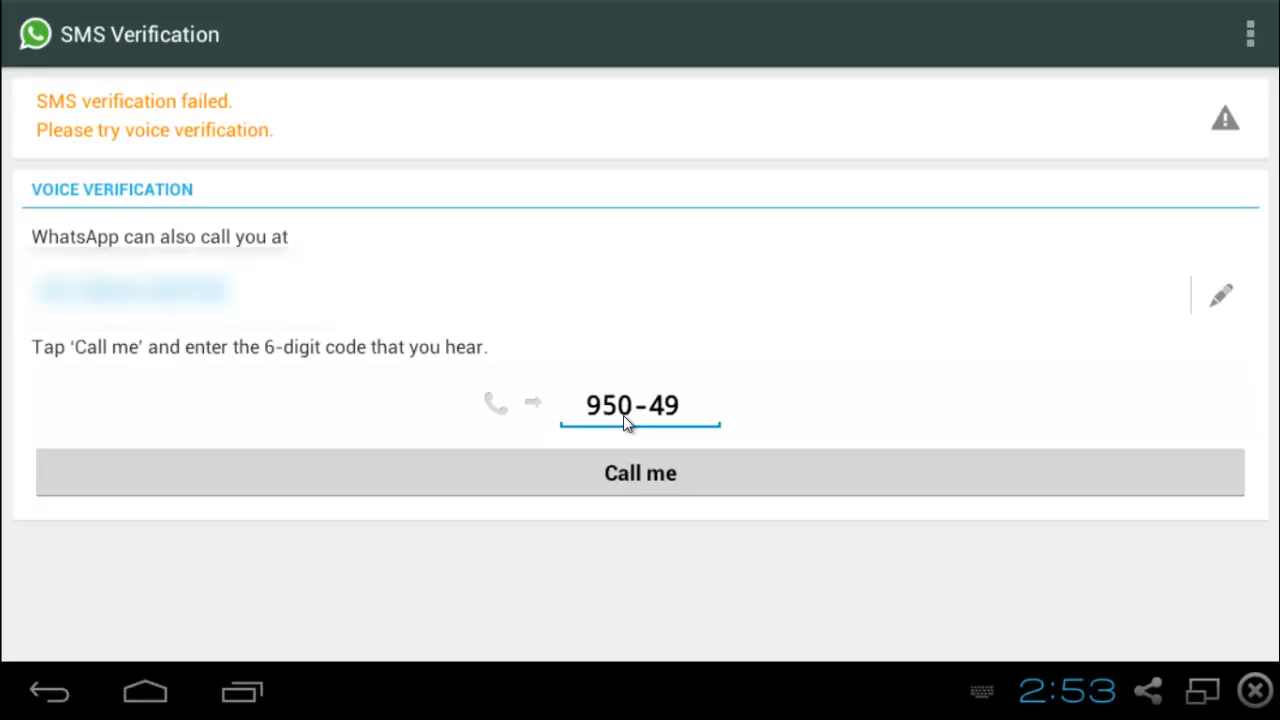 SMS Verification
SMS verification failed.
Please try voice verification.
VOICE VERIFICATION
WhatsApp can also call you at
Tap ‘Call me’ and enter the 6-digit code that you hear.
950-49
Call me
2:53